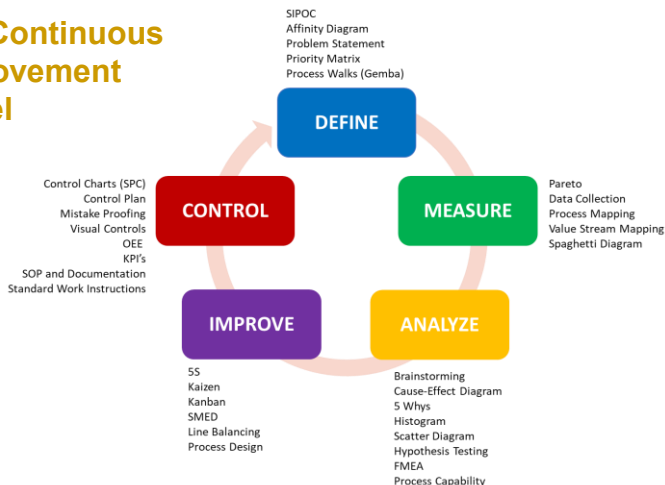 Continuous
ovement
el
SIPOC
Affinity Diagram
Problem Statement
Priority Matrix
Process Walks (Gemba)
DEFINE
MEASURE
Pareto
Data Collection
Process Mapping
Value Stream Mapping
Spaghetti Diagram
ANALYZE
Brainstorming
Cause-Effect Diagram
5 Whys
Histogram
Scatter Diagram
Hypothesis Testing
FMEA
Process Capability
IMPROVE
5S
Kaizen
Kanban
SMED
Line Balancing
Process Design
CONTROL
Control Charts (SPC)
Control Plan
Mistake Proofing
Visual Controls
OEE
KPI's
SOP and Documentation
Standard Work Instructions